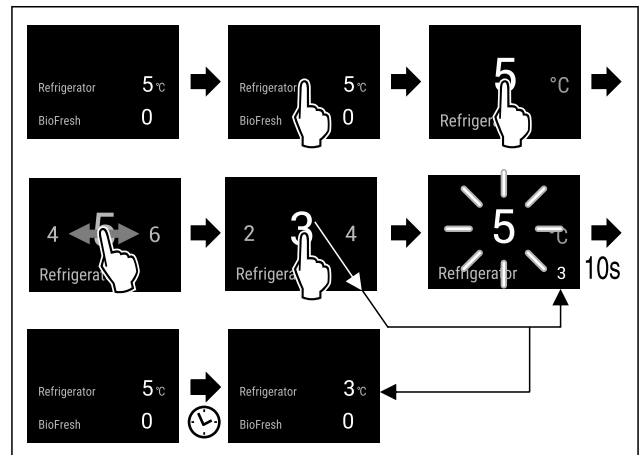 Refrigerator 5 °C
BioFresh 0
Refrigerator 5 °C
BioFresh 0
5 °C
Refriger
4 5 6
Refrigerat
2 3 4
Refrigera
5 °C
Refrigerator 3
10s
Refrigerator 5 °C
BioFresh 0
Refrigerator 3 °C
BioFresh 0